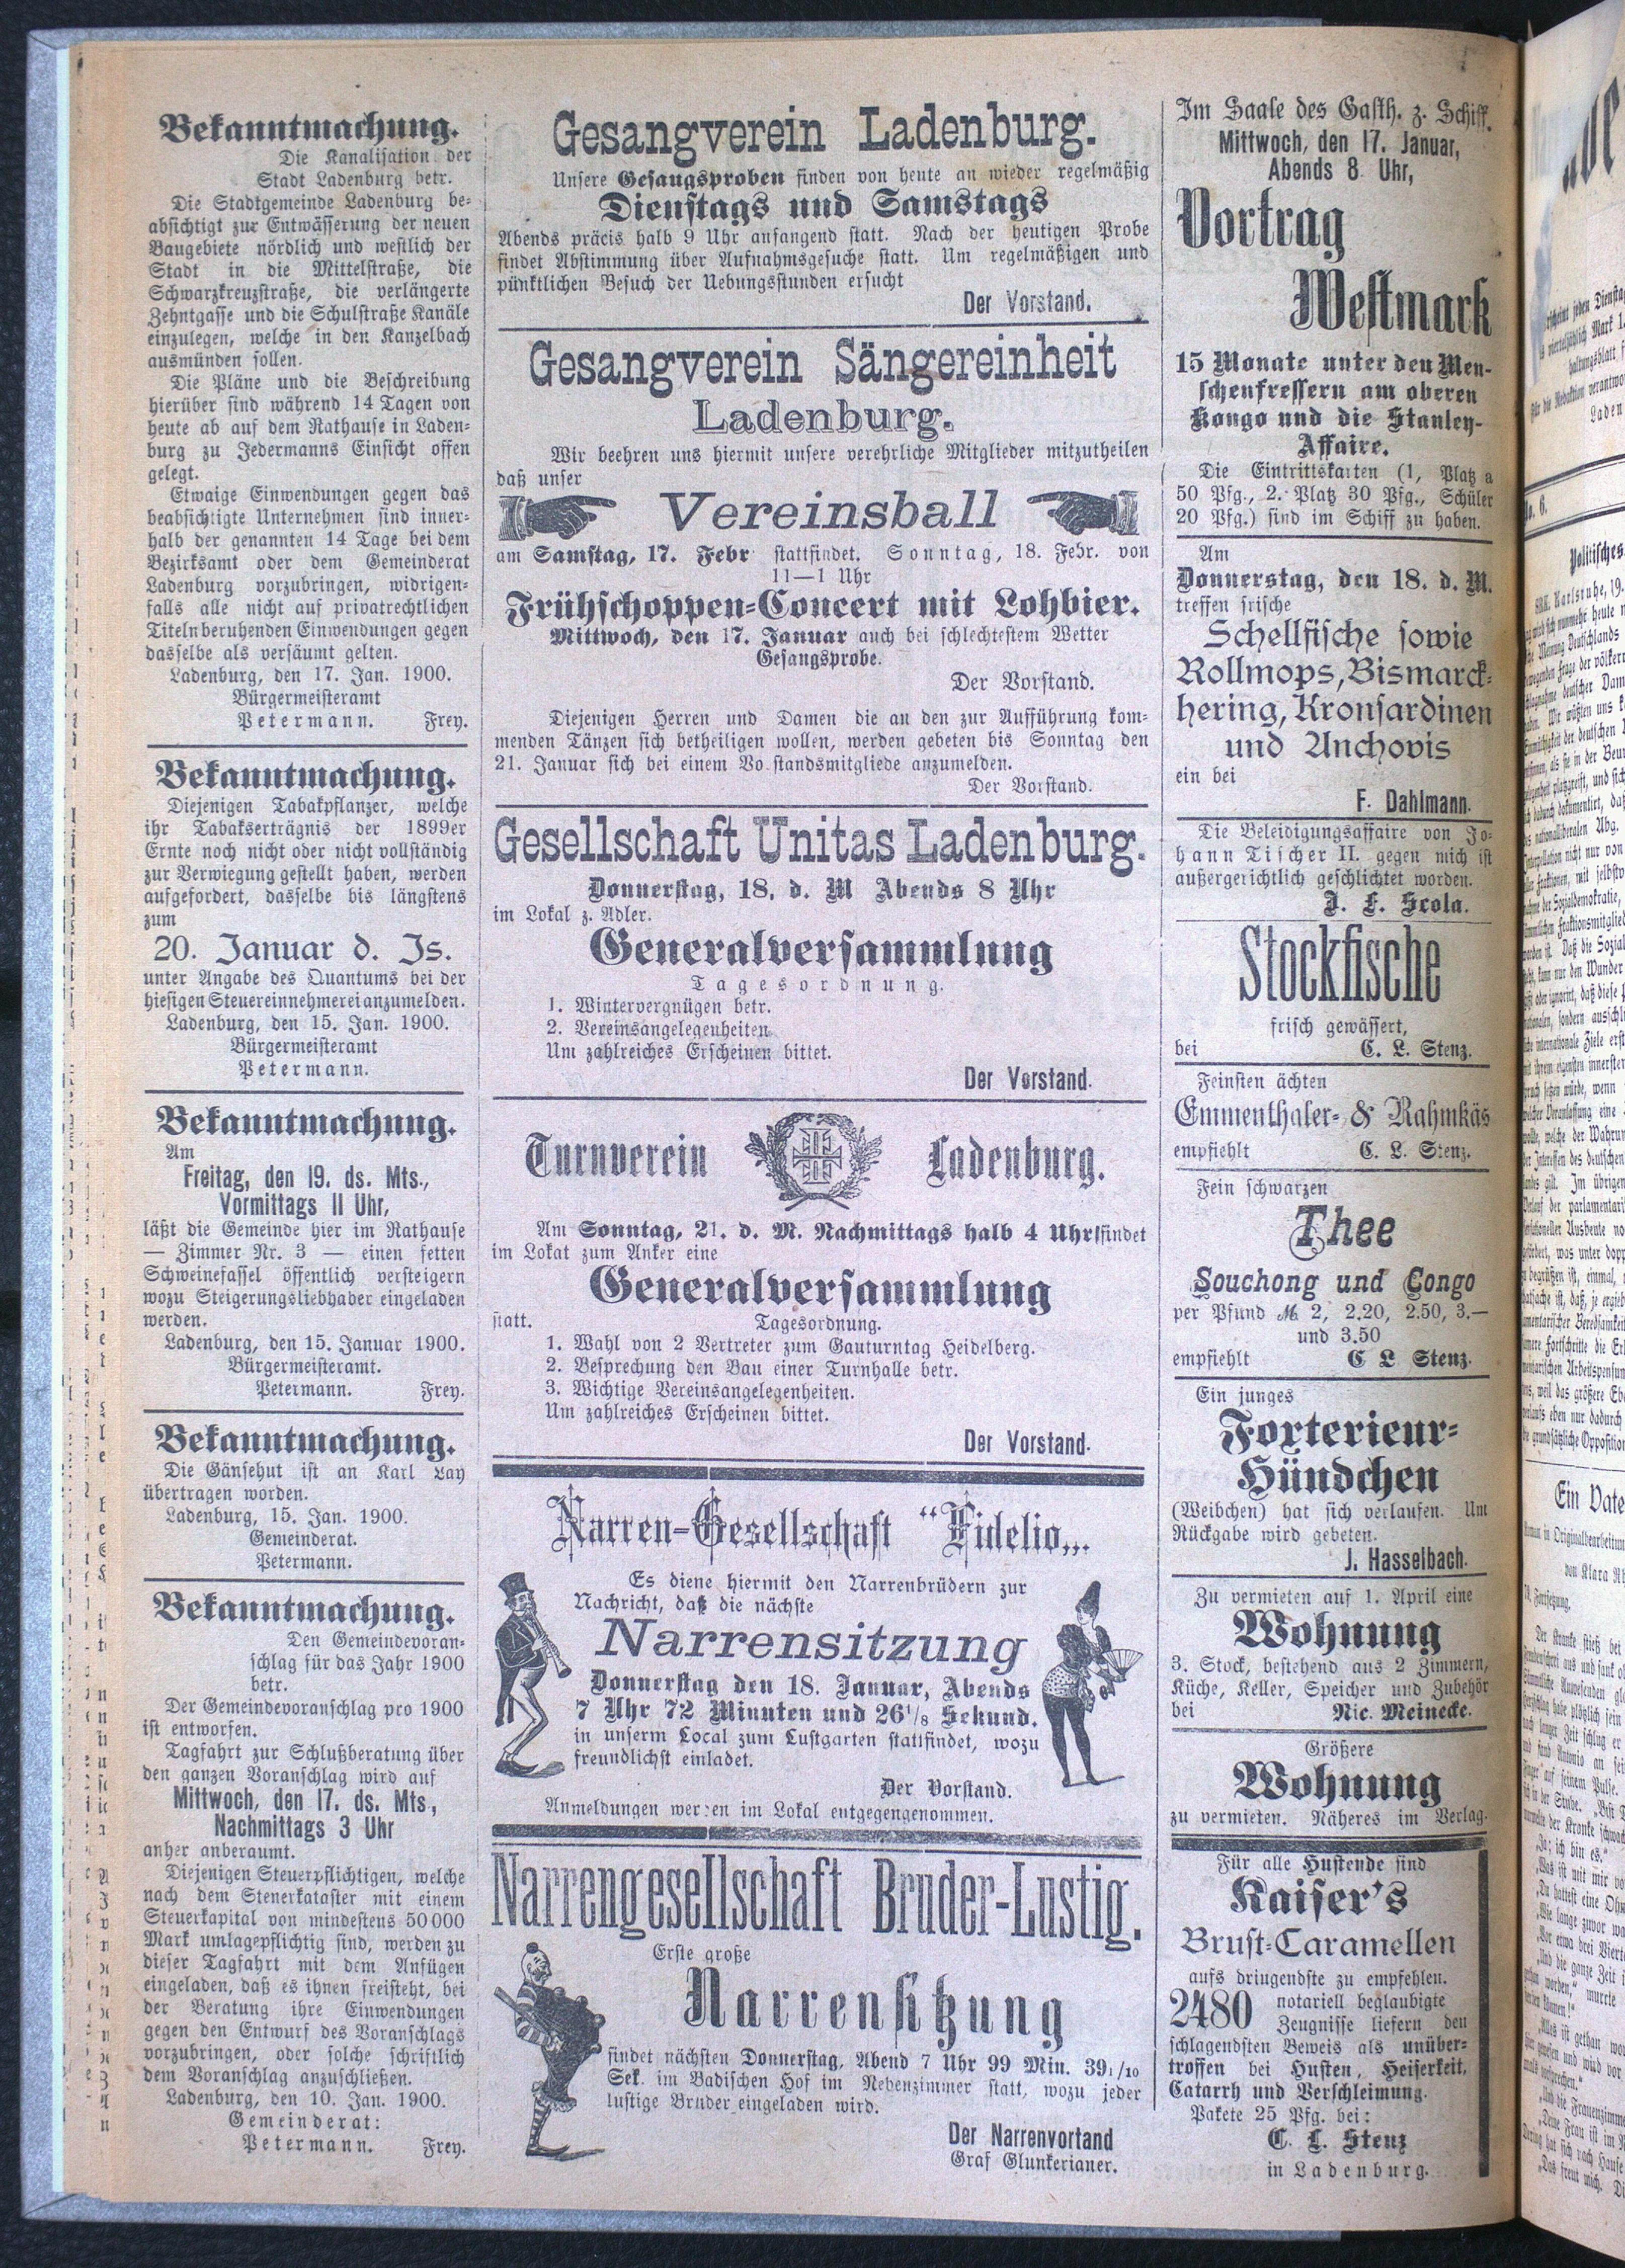 Bekanntmachung.
Die Kanalisation der
Stadt Ladenburg betr.
Die Stadtgemeinde Ladenburg be-
absichtigt zur Entwässerung der neuen
Baugebiete nördlich und westlich der
Stadt in die Mittelstraße, die
Schwarzkreuzstraße, die verlängerte
Zehntgasse und die Schulstraße Kanäle
einzulegen, welche in den Kanzelbach
ausmünden sollen.
Die Pläne und die Beschreibung
hierüber sind während 14 Tagen von
heute ab auf dem Rathause in Laden-
burg zu Jedermanns Einsicht offen
gelegt.
Etwaige Einwendungen gegen das
beabsichtigte Unternehmen sind inner-
halb der genannten 14 Tage bei dem
Bezirksamt oder dem Gemeinderat
Ladenburg vorzubringen, widrigen-
falls alle nicht auf privatrechtlichen
Titeln beruhenden Einwendungen gegen
dasselbe als versäumt gelten.
Ladenburg, den 17. Jan. 1900.
Bürgermeisteramt
Petermann. Frey.
Bekanntmachung.
Diejenigen Tabakpflanzer, welche
ihr Tabakserträgnis der 1899er
Ernte noch nicht oder nicht vollständig
zur Verwiegung gestellt haben, werden
aufgefordert, dasselbe bis längstens
zum
20. Januar d. Js.
unter Angabe des Quantums bei der
hiesigen Steuereinnehmerei anzumelden.
Ladenburg, den 15. Jan. 1900.
Bürgermeisteramt
Petermann.
Bekanntmachung.
Am
Freitag, den 19. ds. Mts.,
Vormittags 11 Uhr,
läßt die Gemeinde hier im Rathause
— Zimmer Nr. 3 — einen fetten
Schweinefassel öffentlich versteigern
wozu Steigerungsliebhaber eingeladen
werden.
Ladenburg, den 15. Januar 1900.
Bürgermeisteramt.
Petermann. Frey.
Bekanntmachung.
Die Gänsehut ist an Karl Lay
übertragen worden.
Ladenburg, 15. Jan. 1900.
Gemeinderat.
Petermann.
Bekanntmachung.
Den Gemeindevoran-
schlag für das Jahr 1900
betr.
Der Gemeindevoranschlag pro 1900
ist entworfen.
Tagfahrt zur Schlußberatung über
den ganzen Voranschlag wird auf
Mittwoch, den 17. ds. Mts.,
Nachmittags 3 Uhr
anher anberaumt.
Diejenigen Steuerpflichtigen, welche
nach dem Stenerkataster mit einem
Steuerkapital von mindestens 50 000
Mark umlagepflichtig sind, werden zu
dieser Tagfahrt mit dem Anfügen
eingeladen, daß es ihnen freisteht, bei
der Beratung ihre Einwendungen
gegen den Entwurf des Voranschlags
vorzubringen, oder solche schriftlich
dem Voranschlag anzuschließen.
Ladenburg, den 10. Jan. 1900.
Gemeinderat:
Petermann. Frey.
Gesangverein Ladenburg.
Unsere Gesangsproben finden von heute an wieder regelmäßig
Dienstags und Samstags
Abends präcis halb 9 Uhr anfangend statt. Nach der heutigen Probe
findet Abstimmung über Aufnahmsgesuche statt. Um regelmäßigen und
pünktlichen Besuch der Uebungsstunden ersucht
Der Vorstand.
Gesangverein Sängereinheit
Ladenburg.
Wir beehren uns hiermit unsere verehrliche Mitglieder mitzutheilen
daß unser
Vereinsball
am Samstag, 17. Febr stattfindet. Sonntag, 18. Febr. von
11—1 Uhr
Frühschoppen-Concert mit Lohbier.
Mittwoch, den 17. Januar auch bei schlechtestem Wetter
Gesangsprobe.
Der Vorstand.
Diejenigen Herren und Damen die an den zur Aufführung kom-
menden Tänzen sich betheiligen wollen, werden gebeten bis Sonntag den
21. Januar sich bei einem Vo.standsmitgliede anzumelden.
Der Vorstand.
Gesellschaft Unitas Ladenburg.
Donnerstag, 18. d. M Abends 8 Uhr
im Lokal z. Adler.
Generalversammlung
Tagesordnung.
1. Wintervergnügen betr.
2. Vereinsangelegenheiten
Um zahlreiches Erscheinen bittet.
Der Vorstand.
Turnverein Ladenburg.
Am Sonntag, 21. d. M. Nachmittags halb 4 Uhr findet
im Lokat zum Anker eine
Generalversammlung
statt. Tagesordnung.
1. Wahl von 2 Vertreter zum Gauturntag Heidelberg.
2. Besprechung den Bau einer Turnhalle betr.
3. Wichtige Vereinsangelegenheiten.
Um zahlreiches Erscheinen bittet.
Der Vorstand.
Narren-Gesellschaft "Fidelio„.
Es diene hiermit den Narrenbrüdern zur
Nachricht, daß die nächste
Narrensitzung
Donnerstag den 18. Januar, Abends
7 Uhr 72 Minuten und 26 1/8 Sekund.
in unserm Local zum Lustgarten stattfindet, wozu
freundlichst einladet.
Der Vorstand.
Anmeldungen werden im Lokal entgegengenommen.
Narrengesellschaft Bruder-Lustig.
Erste große
Narrensitzung
findet nächsten Donnerstag, Abend 7 Uhr 99 Min. 39 1/10
Sek. im Badischen Hof im Nebenzimmer statt, wozu jeder
lustige Bruder eingeladen wird.
Der Narrenvortand
Graf Glunkerianer.
Im Saale des Gasth. z. Schiff.
Mittwoch, den 17. Januar,
Abends 8 Uhr,
Vortrag
Westmark
15 Monate unter den Men-
schenfressern am oberen
Kongo und die Stanley-
Affaire.
Die Eintrittskarten (1, Platz a
50 Pfg., 2. Platz 30 Pfg., Schüler
20 Pfg.) sind im Schiff zu haben.
Am
Donnerstag, den 18. d. M.
treffen frische
Schellfische sowie
Rollmops, Bismarck-
hering, Kronsardinen
und Anchovis
ein bei
F. Dahlmann.
Die Beleidigungsaffaire von Jo-
hann Tischer II. gegen mich ist
außergerichtlich geschlichtet worden.
J. F. Scola.
Stockfische
frisch gewässert,
bei C. L. Stenz.
Feinsten ächten
Emmenthaler- & Rahmkäs
empfiehlt C. L. Stenz.
Fein schwarzen
Thee
Souchong und Congo
per Pfund M 2, 2.20, 2.50, 3.—
und 3.50
empfiehlt C L Stenz.
Ein junges
Foxterieur-
Hündchen
(Weibchen) hat sich verlaufen. Um
Rückgabe wird gebeten.
J. Hasselbach.
Zu vermieten auf 1. April eine
Wohnung
3. Stock, bestehend aus 2 Zimmern,
Küche, Keller, Speicher und Zubehör
bei Nic. Meinecke.
Größere
Wohnung
zu vermieten. Näheres im Verlag.
Für alle Hustende sind
Kaiser's
Brust-Caramellen
aufs dringendste zu empfehlen.
2480 notariell beglaubigte
Zeugnisse liefern den
schlagendsten Beweis als unüber-
troffen bei Husten, Heiserkeit,
Catarrh und Verschleimung.
Pakete 25 Pfg. bei:
C. L. Stenz
in Ladenburg.